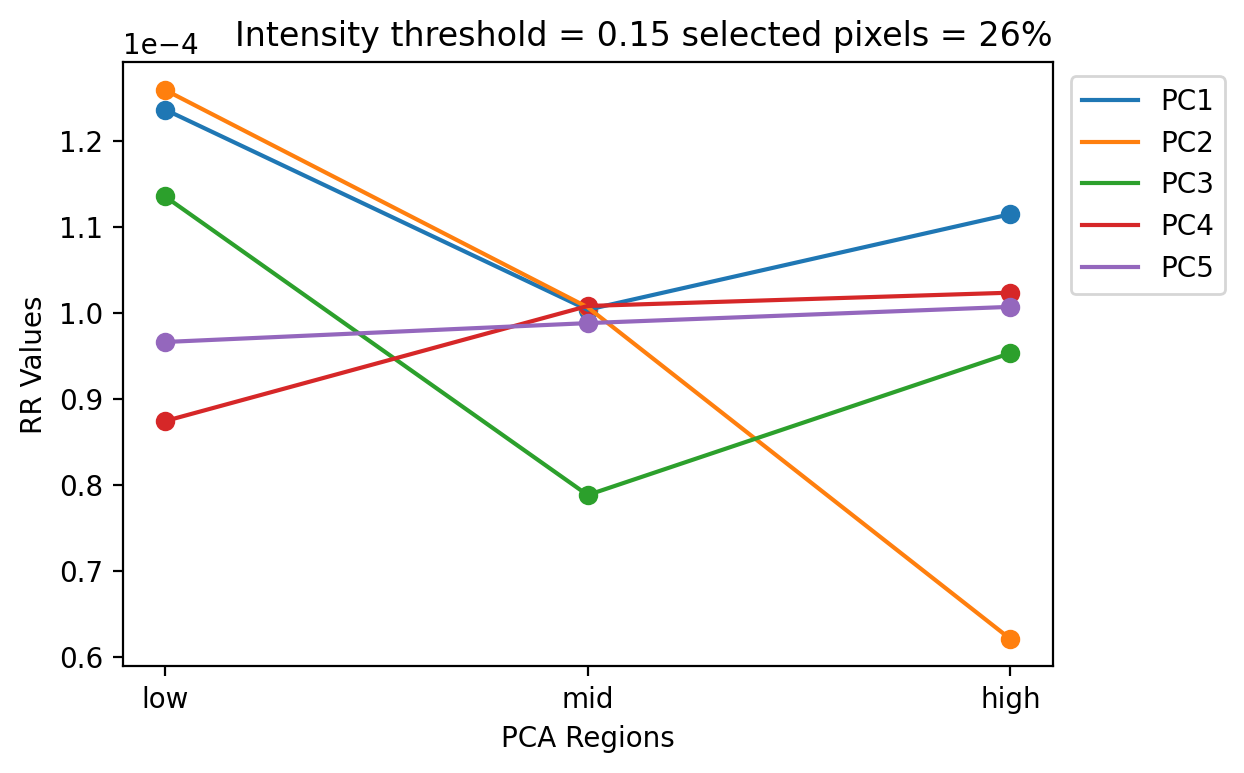 Intensity threshold = 0.15 selected pixels = 26%
1e−4
1.2
1.1
1.0
0.9
0.8
0.7
0.6
RR Values
low mid high
PCA Regions
PC1
PC2
PC3
PC4
PC5